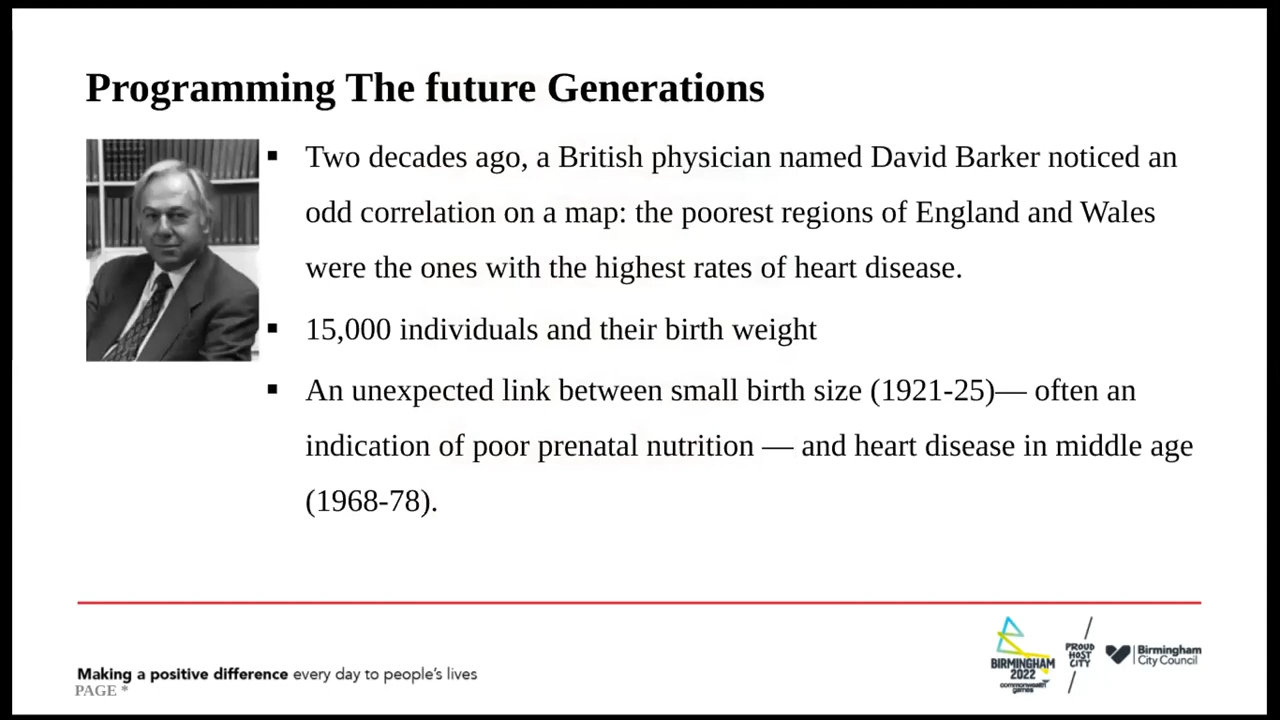 Programming The future Generations
▪ Two decades ago, a British physician named David Barker noticed an
odd correlation on a map: the poorest regions of England and Wales
were the ones with the highest rates of heart disease.
▪ 15,000 individuals and their birth weight
▪ An unexpected link between small birth size (1921-25)— often an
indication of poor prenatal nutrition — and heart disease in middle age
(1968-78).
Making a positive difference every day to people's lives
PAGE *
BIRMINGHAM
2022
commonwealth
games
PROUD
HOST
CITY
Birmingham
City Council